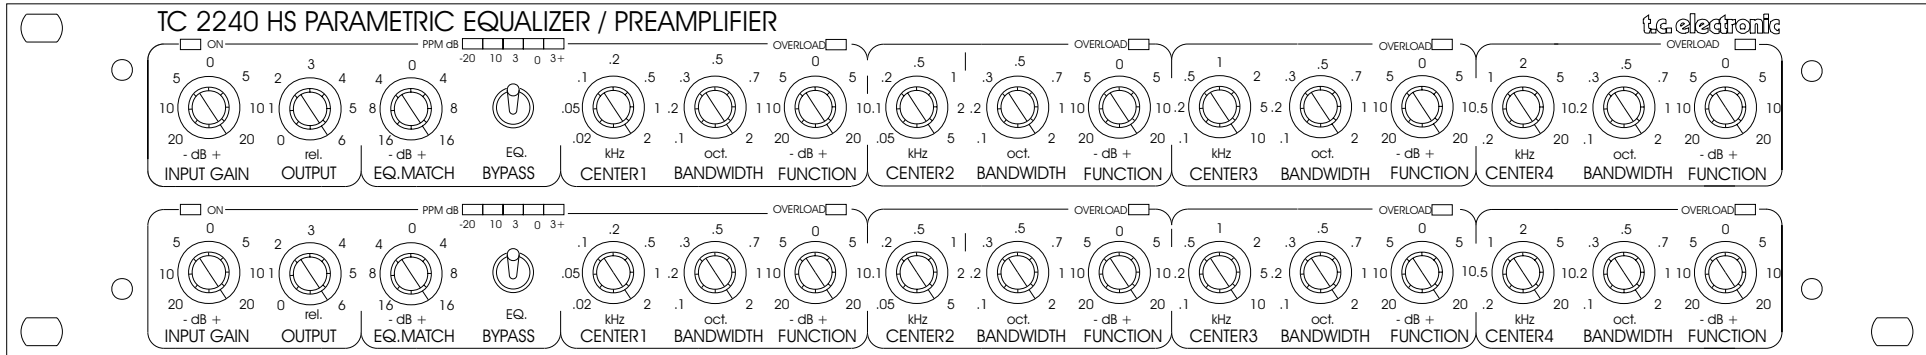 TC 2240 HS PARAMETRIC EQUALIZER / PREAMPLIFIER t.c. electronic
ON PPM dB OVERLOAD OVERLOAD OVERLOAD OVERLOAD
-20 10 3 0 3+
0 3 0 .2 .5 0 .5 .5 0 1 .5 0 2 .5 0
5 5 2 4 4 4 .1 .5 .3 .7 5 5 .2 1 .3 .7 5 5 .5 2 .3 .7 5 5 1 5 .3 .7 5 5
10 10 1 5 8 8 .05 1 .2 1 10 10 .1 2 .2 1 10 10 .2 5 .2 1 10 10 .5 10 .2 1 10 10
20 20 0 6 16 16 .02 2 .1 2 20 20 .05 5 .1 2 20 20 .1 10 .1 2 20 20 .2 20 .1 2 20 20
- dB + rel. - dB + EQ. kHz oct. - dB + kHz oct. - dB + kHz oct. - dB + kHz oct. - dB +
INPUT GAIN OUTPUT EQ.MATCH BYPASS CENTER1 BANDWIDTH FUNCTION CENTER2 BANDWIDTH FUNCTION CENTER3 BANDWIDTH FUNCTION CENTER4 BANDWIDTH FUNCTION
ON PPM dB OVERLOAD OVERLOAD OVERLOAD OVERLOAD
-20 10 3 0 3+
0 3 0 .2 .5 0 .5 .5 0 1 .5 0 2 .5 0
5 5 2 4 4 4 .1 .5 .3 .7 5 5 .2 1 .3 .7 5 5 .5 2 .3 .7 5 5 1 5 .3 .7 5 5
10 10 1 5 8 8 .05 1 .2 1 10 10 .1 2 .2 1 10 10 .2 5 .2 1 10 10 .5 10 .2 1 10 10
20 20 0 6 16 16 .02 2 .1 2 20 20 .05 5 .1 2 20 20 .1 10 .1 2 20 20 .2 20 .1 2 20 20
- dB + rel. - dB + EQ. kHz oct. - dB + kHz oct. - dB + kHz oct. - dB + kHz oct. - dB +
INPUT GAIN OUTPUT EQ.MATCH BYPASS CENTER1 BANDWIDTH FUNCTION CENTER2 BANDWIDTH FUNCTION CENTER3 BANDWIDTH FUNCTION CENTER4 BANDWIDTH FUNCTION